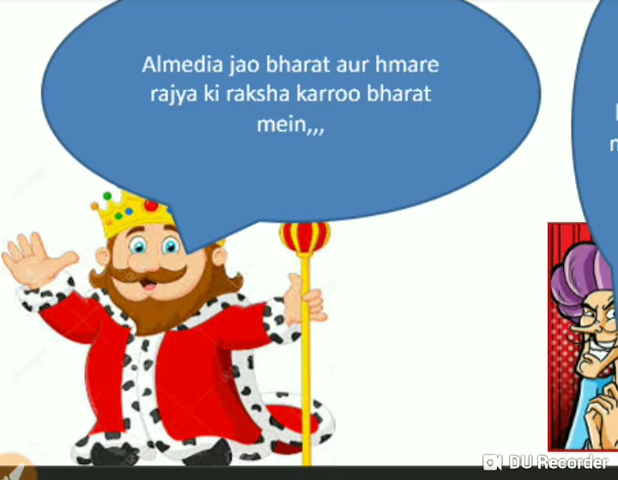 Almedia jao bharat aur hmare
rajya ki raksha karroo bharat
mein,,,
DU Recorder